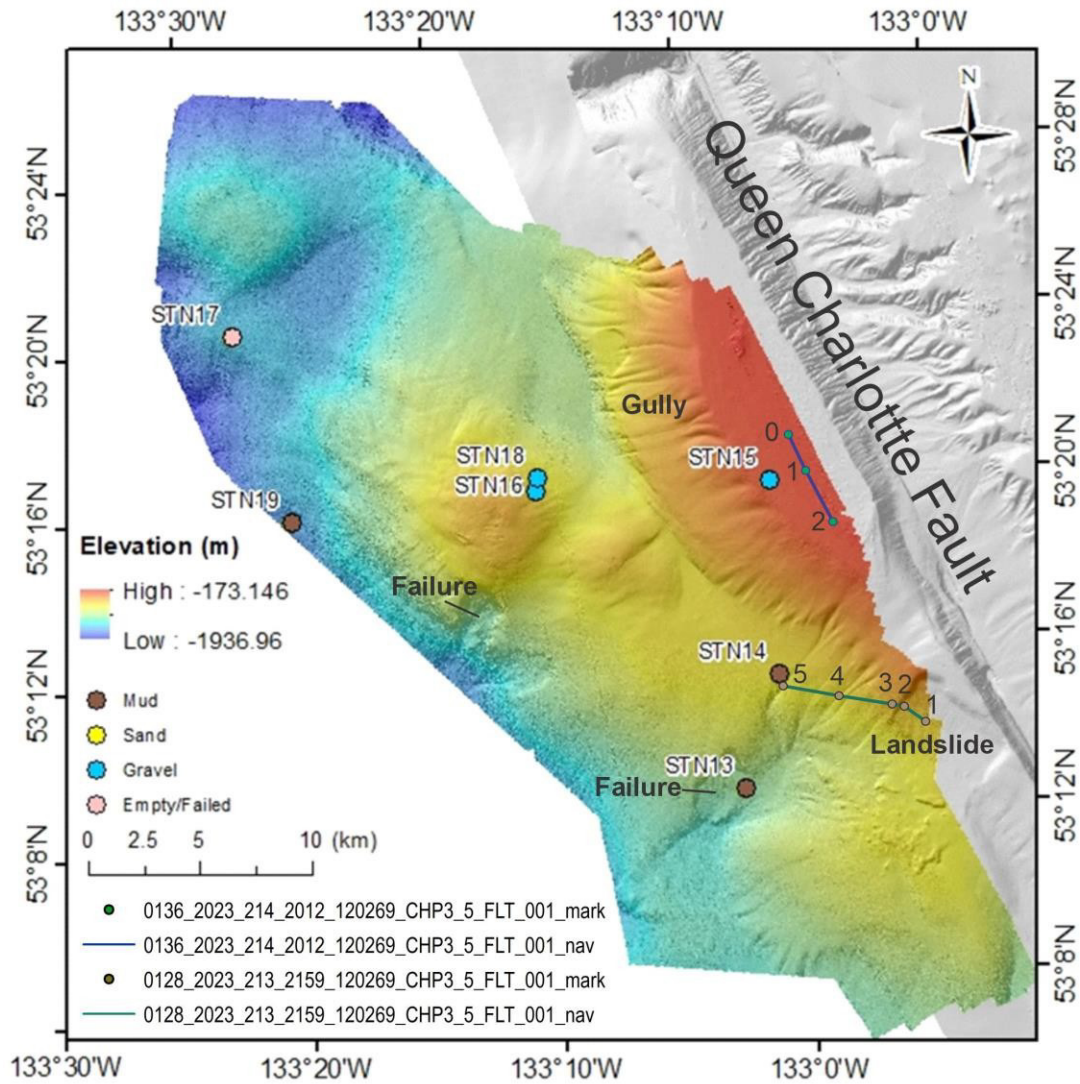 133°30'W 133°20'W 133°10'W 133°0'W
N
53°28'N
53°24'N
53°24'N
Queen Charlottte Fault
STN17
53°20'N
Gully
0
STN18
STN15
1
53°20'N
STN16
STN19
2
53°16'N
Elevation (m)
High : -173.146
Low : -1936.96
Failure
53°16'N
STN14
5 4 3 2 1
53°12'N
Mud
Landslide
Sand
STN13
Gravel
Failure
53°12'N
Empty/Failed
0 2.5 5 10 (km)
53°8'N
0136_2023_214_2012_120269_CHP3_5_FLT_001_mark
0136_2023_214_2012_120269_CHP3_5_FLT_001_nav
53°8'N
0128_2023_213_2159_120269_CHP3_5_FLT_001_mark
0128_2023_213_2159_120269_CHP3_5_FLT_001_nav
133°30'W 133°20'W 133°10'W 133°0'W